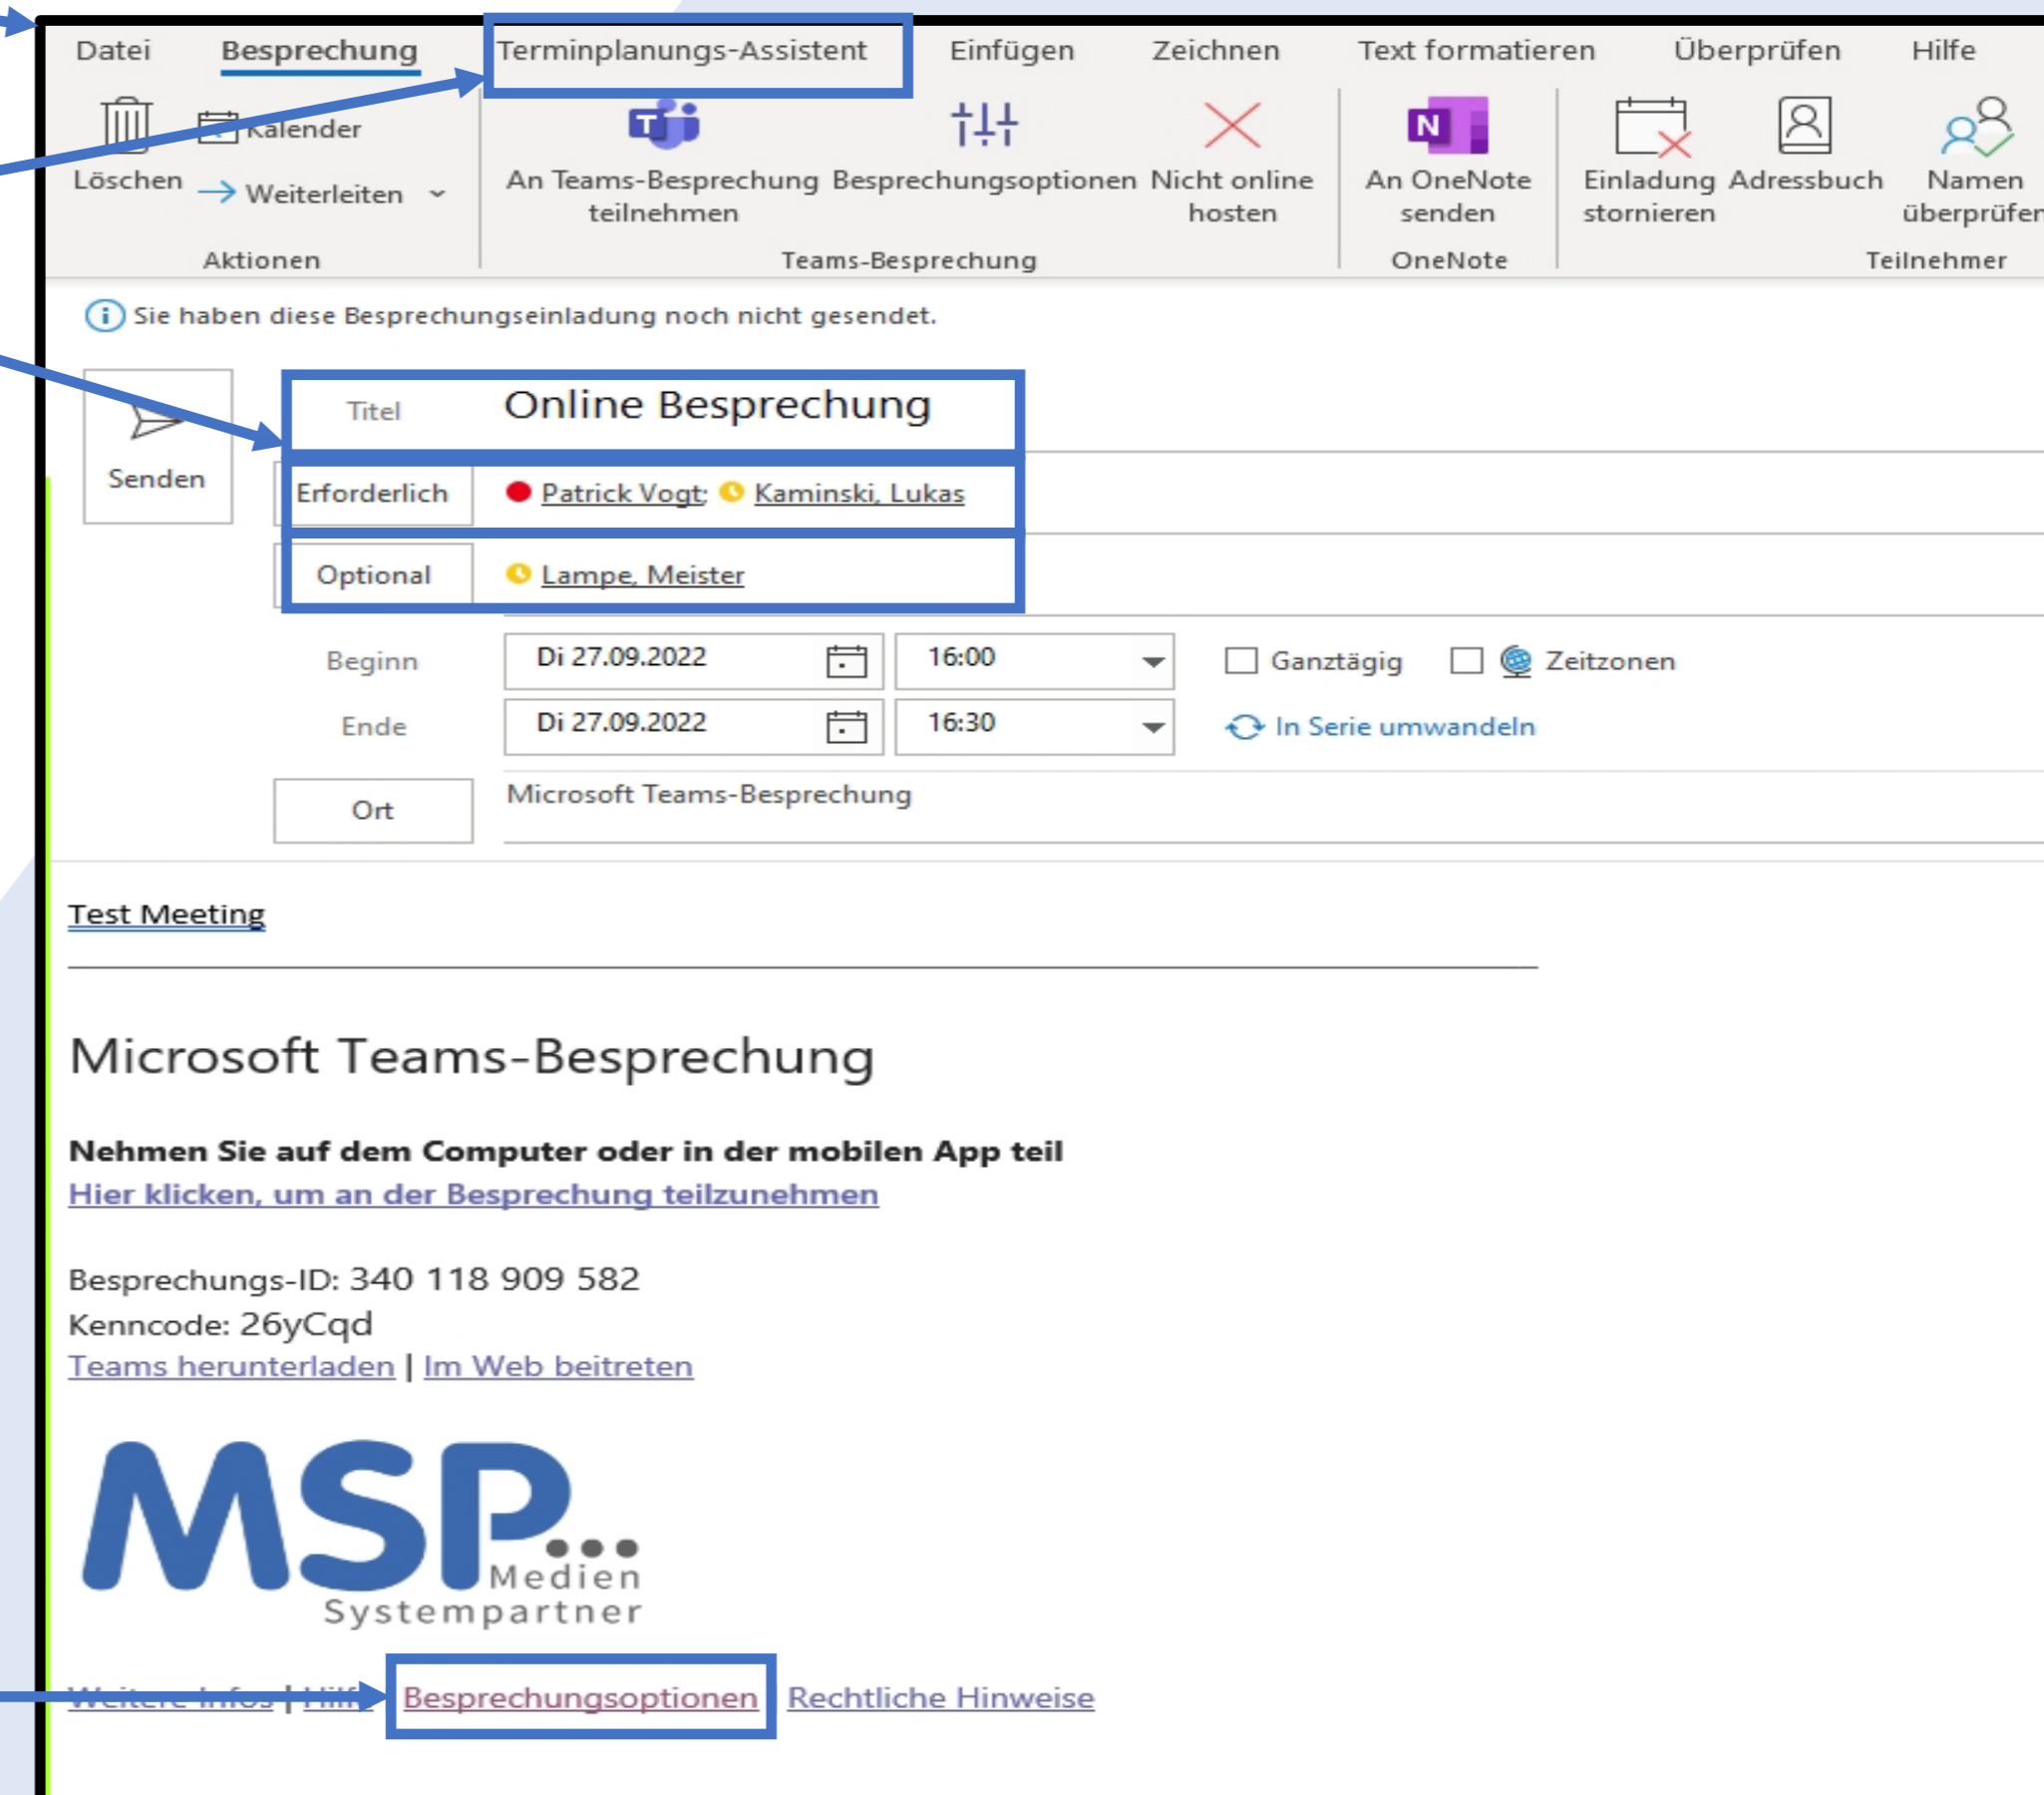 Datei Besprechung Terminplanungs-Assistent Einfügen Zeichnen Text formatieren Überprüfen Hilfe
Löschen
Kalender
Weiterleiten
Aktionen
An Teams-Besprechung teilnehmen
Besprechungsoptionen
Nicht online hosten
Teams-Besprechung
An OneNote senden
OneNote
Einladung stornieren
Adressbuch
Namen überprüfen
Teilnehmer
Sie haben diese Besprechungseinladung noch nicht gesendet.
Senden
Titel Online Besprechung
Erforderlich Patrick Vogt; Kaminski, Lukas
Optional Lampe, Meister
Beginn Di 27.09.2022 16:00 Ganztägig Zeitzonen
Ende Di 27.09.2022 16:30 In Serie umwandeln
Ort Microsoft Teams-Besprechung
Test Meeting
Microsoft Teams-Besprechung
Nehmen Sie auf dem Computer oder in der mobilen App teil
Hier klicken, um an der Besprechung teilzunehmen
Besprechungs-ID: 340 118 909 582
Kenncode: 26yCqd
Teams herunterladen | Im Web beitreten
MSP...
Medien
Systempartner
Weitere Infos | Hilfe Besprechungsoptionen Rechtliche Hinweise